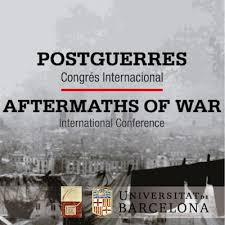 POSTGUERRES
Congrés Internacional
AFTERMATHS OF WAR
International Conference
UNIVERSITAT DE
BARCELONA